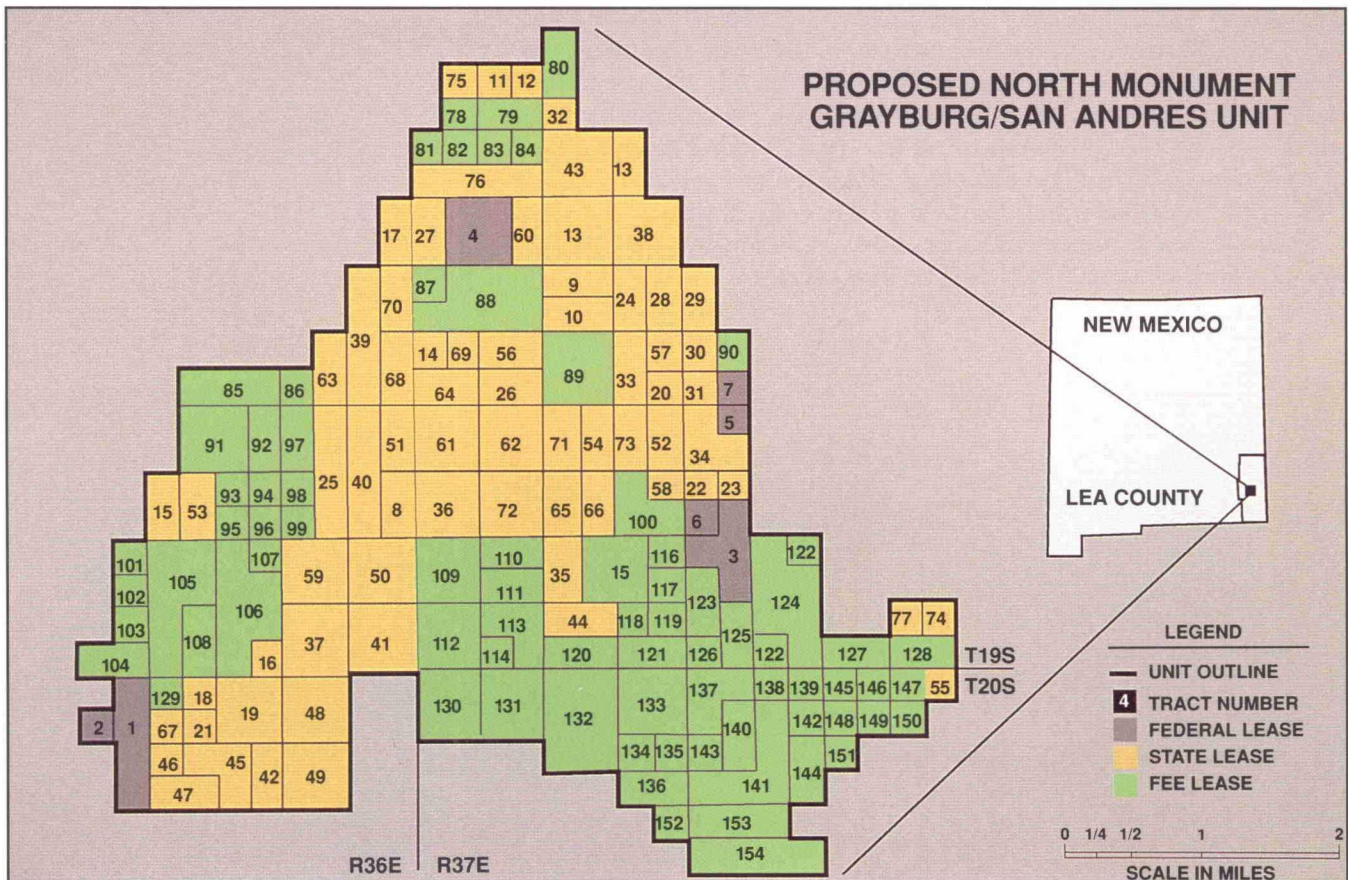 PROPOSED NORTH MONUMENT
GRAYBURG/SAN ANDRES UNIT
80
75 11 12
78 79 32
81 82 83 84
43 13
76
17 27 4 60 13 38
87 88 9 24 28 29
70 10
39
14 69 56 57 30 90
63 68 89 33
85 86 64 26 20 31 7
5
91 92 97 51 61 62 71 54 73 52
34
93 94 98 25 40 58 22 23
15 53 8 36 72 65 66
95 96 99 100 6
3
101 105 107 59 50 109 110 35 15 116 122
102 111 117 123 124
103 106 113 44 118 119 77 74
108 37 41 112 125
104 16 114 120 121 126 122 127 128 T19S
T20S
129 18 130 131 132 133 137 138 139 145 146 147 55
2 1 67 21 19 48 140 142 148 149 150
46 45 42 49 134 135 143 151
47 136 141 144
152 153
154
R36E R37E
NEW MEXICO
LEA COUNTY
LEGEND
UNIT OUTLINE
4 TRACT NUMBER
FEDERAL LEASE
STATE LEASE
FEE LEASE
0 1/4 1/2 1 2
SCALE IN MILES